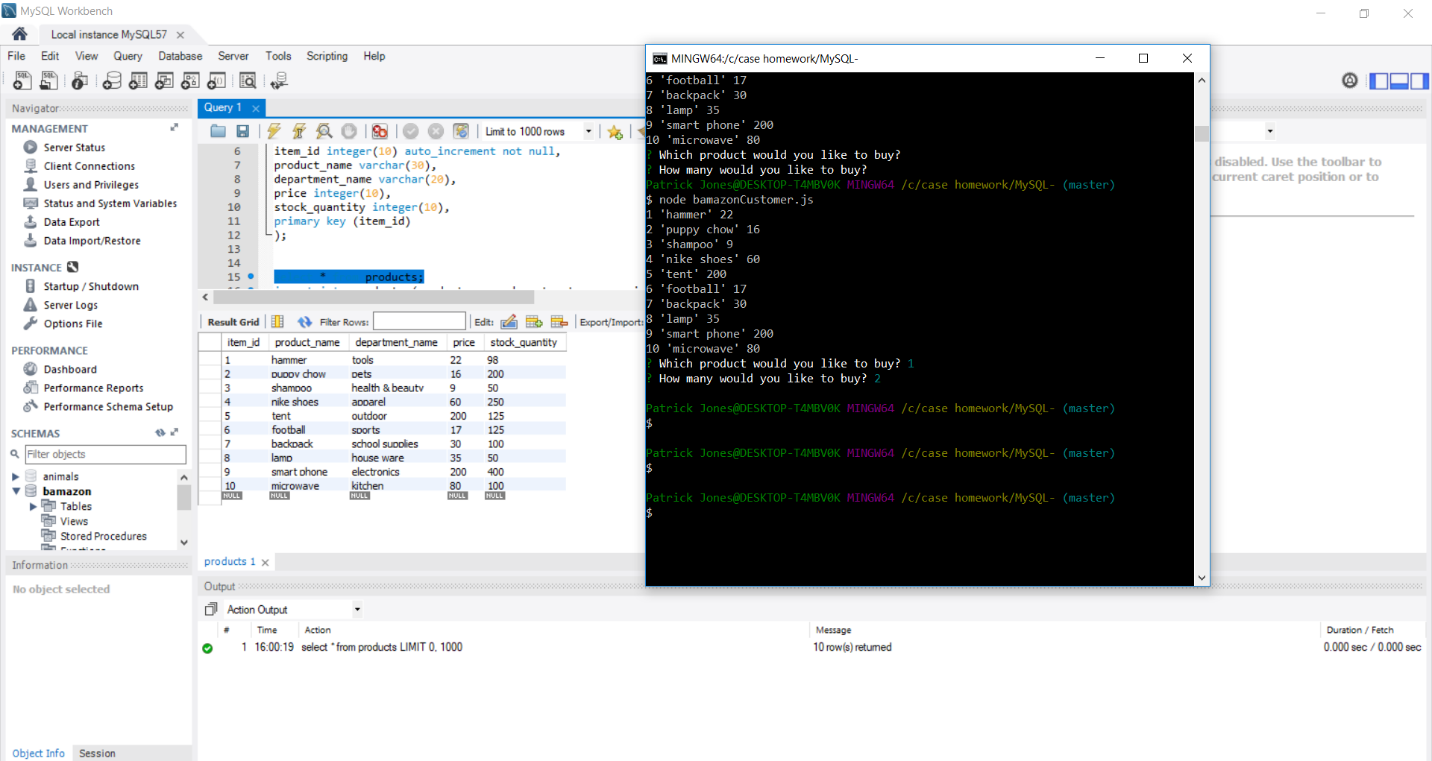 MySQL Workbench
Local instance MySQL57
File Edit View Query Database Server Tools Scripting Help
Navigator
MANAGEMENT
Server Status
Client Connections
Users and Privileges
Status and System Variables
Data Export
Data Import/Restore
INSTANCE
Startup / Shutdown
Server Logs
Options File
PERFORMANCE
Dashboard
Performance Reports
Performance Schema Setup
SCHEMAS
Filter objects
animals
bamazon
Tables
Views
Stored Procedures
Functions
Information
No object selected
Object Info Session
Query 1
Limit to 1000 rows
6 item_id integer(10) auto_increment not null,
7 product_name varchar(30),
8 department_name varchar(20),
9 price integer(10),
10 stock_quantity integer(10),
11 primary key (item_id)
12 );
13
14
15 * products;
Result Grid Filter Rows: Edit: Export/Import:
item_id product_name department_name price stock_quantity
1 hammer tools 22 98
2 puppy chow pets 16 200
3 shampoo health & beauty 9 50
4 nike shoes apparel 60 250
5 tent outdoor 200 125
6 football sports 17 125
7 backpack school supplies 30 100
8 lamp house ware 35 50
9 smart phone electronics 200 400
10 microwave kitchen 80 100
NULL NULL NULL NULL NULL
products 1
Output
Action Output
# Time Action Message Duration / Fetch
1 16:00:19 select * from products LIMIT 0, 1000 10 row(s) returned 0.000 sec / 0.000 sec
MINGW64:/c/case homework/MySQL-
6 'football' 17
7 'backpack' 30
8 'lamp' 35
9 'smart phone' 200
10 'microwave' 80
? Which product would you like to buy?
? How many would you like to buy?
Patrick Jones@DESKTOP-T4MBV0K MINGW64 /c/case homework/MySQL- (master)
$ node bamazonCustomer.js
1 'hammer' 22
2 'puppy chow' 16
3 'shampoo' 9
4 'nike shoes' 60
5 'tent' 200
6 'football' 17
7 'backpack' 30
8 'lamp' 35
9 'smart phone' 200
10 'microwave' 80
? Which product would you like to buy? 1
? How many would you like to buy? 2
Patrick Jones@DESKTOP-T4MBV0K MINGW64 /c/case homework/MySQL- (master)
$
Patrick Jones@DESKTOP-T4MBV0K MINGW64 /c/case homework/MySQL- (master)
$
Patrick Jones@DESKTOP-T4MBV0K MINGW64 /c/case homework/MySQL- (master)
$
disabled. Use the toolbar to
current caret position or to